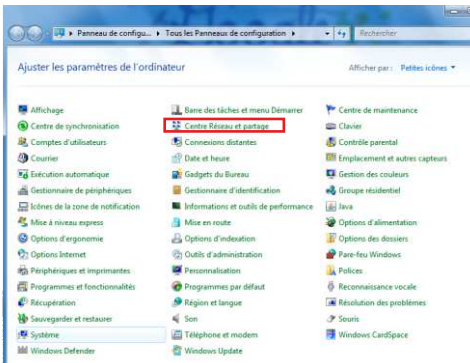 Panneau de configu... ▸ Tous les Panneaux de configuration ▸
Rechercher
Ajuster les paramètres de l'ordinateur
Afficher par : Petites icônes
Affichage
Barre des tâches et menu Démarrer
Centre de maintenance
Centre de synchronisation
Centre Réseau et partage
Clavier
Comptes d'utilisateurs
Connexions distantes
Contrôle parental
Courrier
Date et heure
Emplacement et autres capteurs
Exécution automatique
Gadgets du Bureau
Gestion des couleurs
Gestionnaire de périphériques
Gestionnaire d'identification
Groupe résidentiel
Icônes de la zone de notification
Informations et outils de performance
Java
Mise à niveau express
Mise en route
Options d'alimentation
Options d'ergonomie
Options d'indexation
Options des dossiers
Options Internet
Outils d'administration
Pare-feu Windows
Périphériques et imprimantes
Personnalisation
Polices
Programmes et fonctionnalités
Programmes par défaut
Reconnaissance vocale
Récupération
Région et langue
Résolution des problèmes
Sauvegarder et restaurer
Son
Souris
Système
Téléphone et modem
Windows CardSpace
Windows Defender
Windows Update